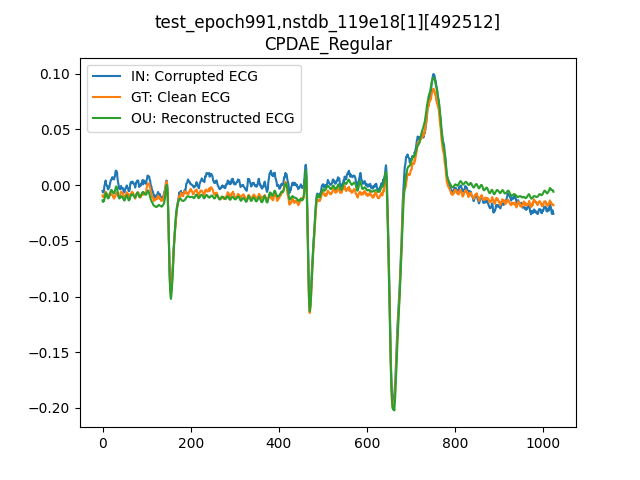 test_epoch991,nstdb_119e18[1][492512]
CPDAE_Regular
IN: Corrupted ECG
GT: Clean ECG
OU: Reconstructed ECG
0.10
0.05
0.00
−0.05
−0.10
−0.15
−0.20
0 200 400 600 800 1000